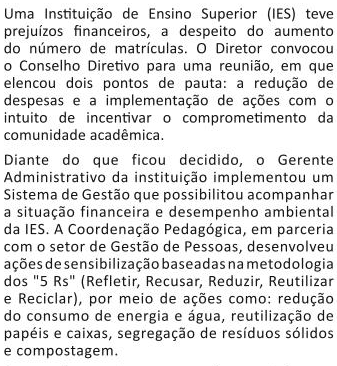 Uma Instituição de Ensino Superior (IES) teve
prejuízos financeiros, a despeito do aumento
do número de matrículas. O Diretor convocou
o Conselho Diretivo para uma reunião, em que
elencou dois pontos de pauta: a redução de
despesas e a implementação de ações com o
intuito de incentivar o comprometimento da
comunidade acadêmica.
Diante do que ficou decidido, o Gerente
Administrativo da instituição implementou um
Sistema de Gestão que possibilitou acompanhar
a situação financeira e desempenho ambiental
da IES. A Coordenação Pedagógica, em parceria
com o setor de Gestão de Pessoas, desenvolveu
ações de sensibilização baseadas na metodologia
dos "5 Rs" (Refletir, Recusar, Reduzir, Reutilizar
e Reciclar), por meio de ações como: redução
do consumo de energia e água, reutilização de
papéis e caixas, segregação de resíduos sólidos
e compostagem.